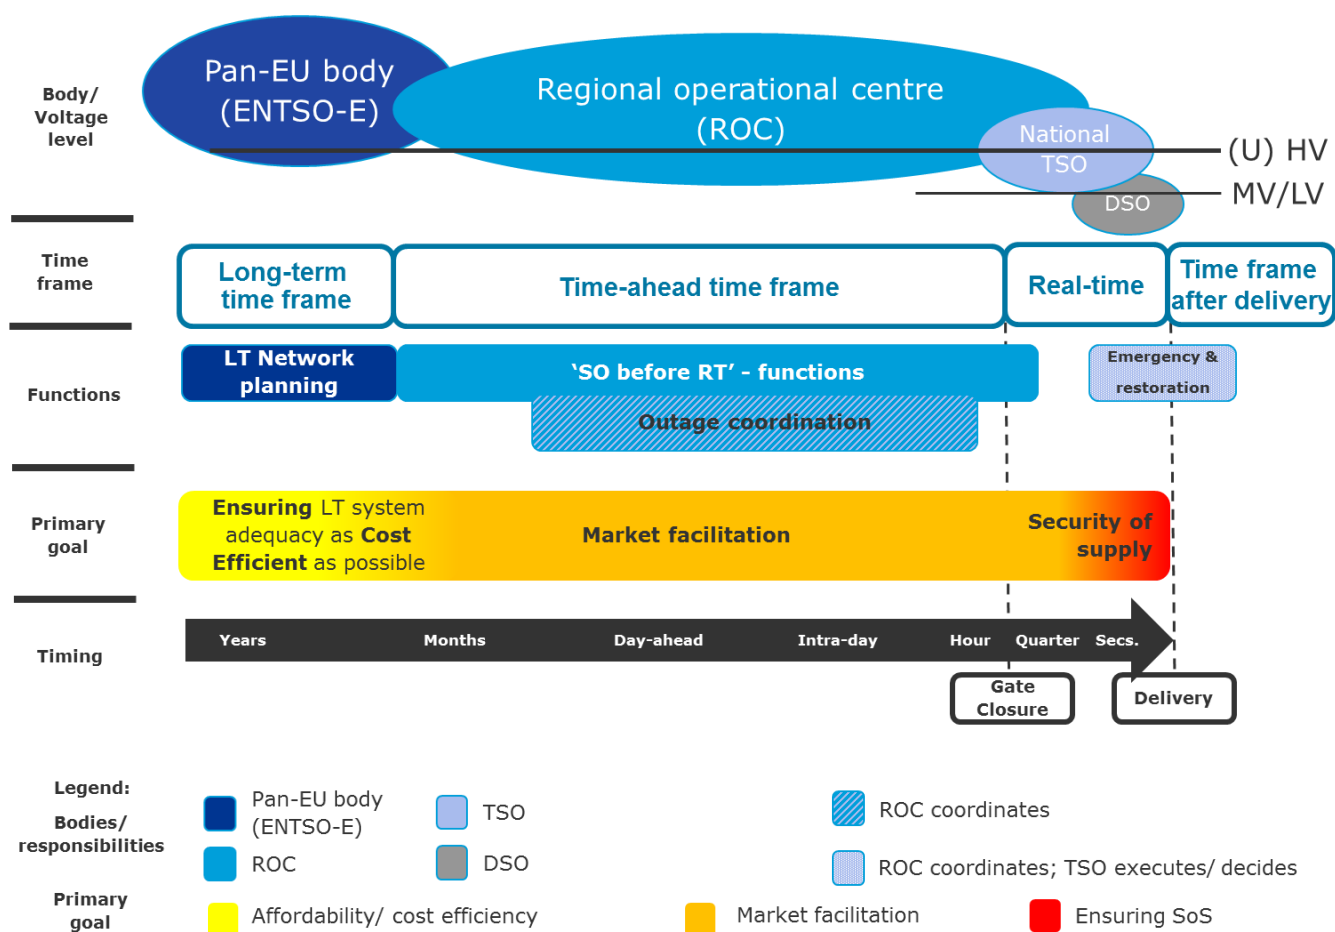 Body/
Voltage
level
Pan-EU body
(ENTSO-E)
Regional operational centre
(ROC)
National
TSO
DSO
(U) HV
MV/LV
Time
frame
Long-term
time frame
Time-ahead time frame
Real-time
Time frame
after delivery
Functions
LT Network
planning
‘SO before RT’ - functions
Outage coordination
Emergency &
restoration
Primary
goal
Ensuring LT system
adequacy as Cost
Efficient as possible
Market facilitation
Security of
supply
Timing
Years
Months
Day-ahead
Intra-day
Hour
Quarter
Secs.
Gate
Closure
Delivery
Legend:
Bodies/
responsibilities
Pan-EU body
(ENTSO-E)
TSO
ROC coordinates
ROC
DSO
ROC coordinates; TSO executes/ decides
Primary
goal
Affordability/ cost efficiency
Market facilitation
Ensuring SoS